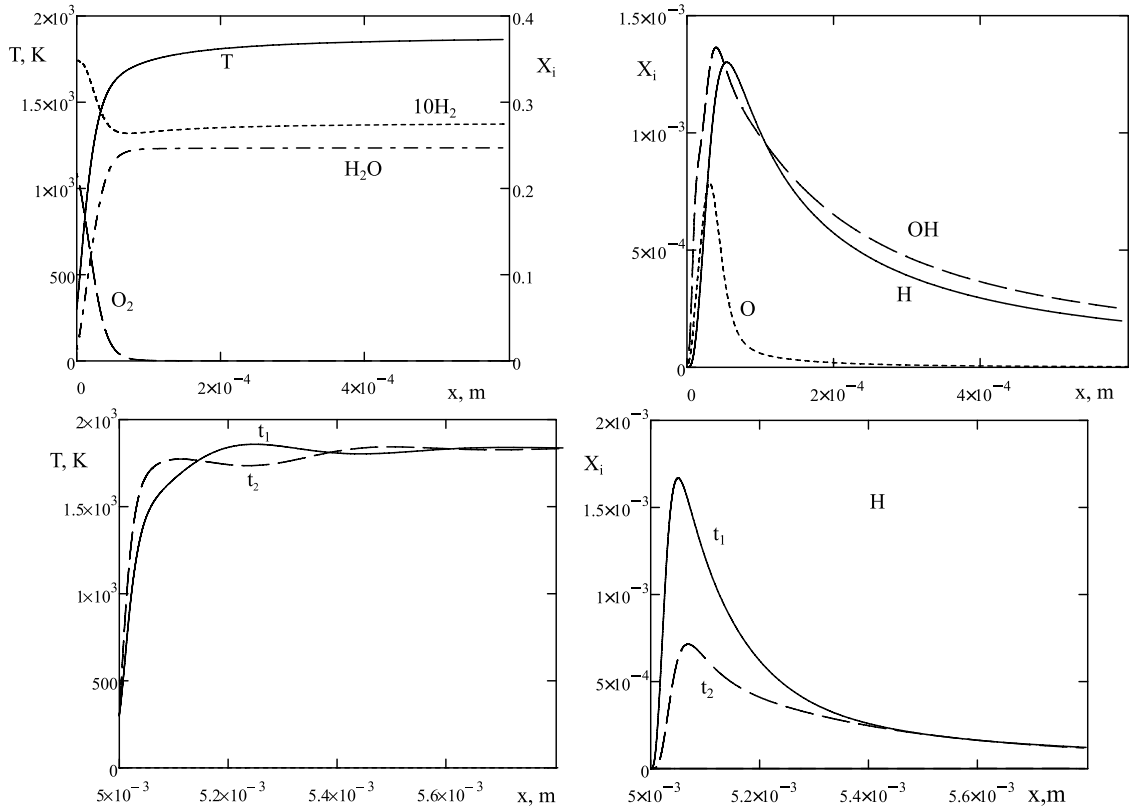 2×10³
T, K
1.5×10³
1×10³
500
0
0.4
Xᵢ
0.3
0.2
0.1
0
T
10H₂
H₂O
O₂
0
2×10⁻⁴
4×10⁻⁴
x, m
1.5×10⁻³
Xᵢ
1×10⁻³
5×10⁻⁴
0
OH
H
O
0
2×10⁻⁴
4×10⁻⁴
x, m
2×10³
T, K
1.5×10³
1×10³
500
0
t₁
t₂
5×10⁻³
5.2×10⁻³
5.4×10⁻³
5.6×10⁻³
x, m
2×10⁻³
Xᵢ
1.5×10⁻³
1×10⁻³
5×10⁻⁴
0
H
t₁
t₂
5×10⁻³
5.2×10⁻³
5.4×10⁻³
5.6×10⁻³
x,m